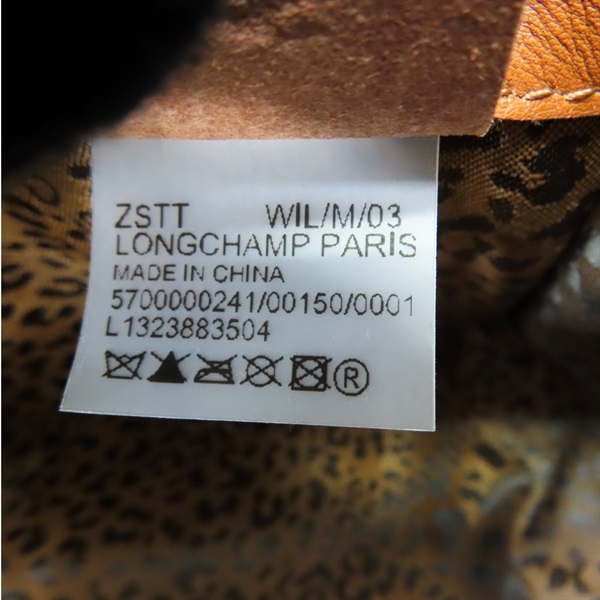 ZSTT WIL/M/03
LONGCHAMP PARIS
MADE IN CHINA
5700000241/00150/0001
L1323883504
®